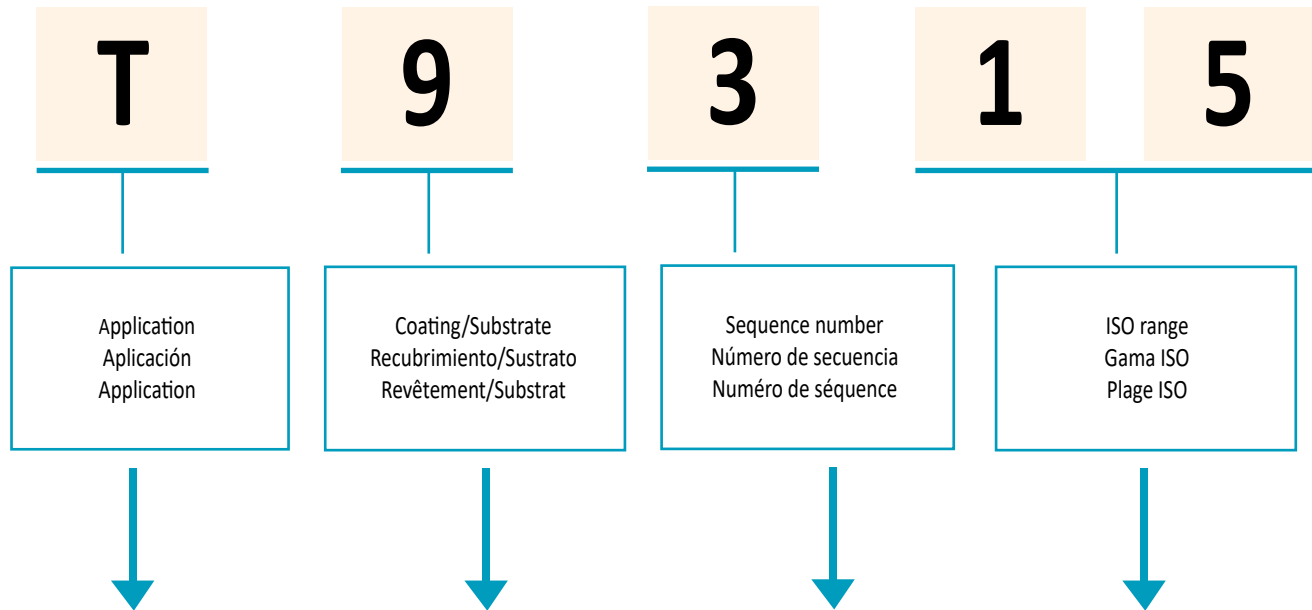 T 9 3 1 5
Application
Aplicación
Application
Coating/Substrate
Recubrimiento/Sustrato
Revêtement/Substrat
Sequence number
Número de secuencia
Numéro de séquence
ISO range
Gama ISO
Plage ISO